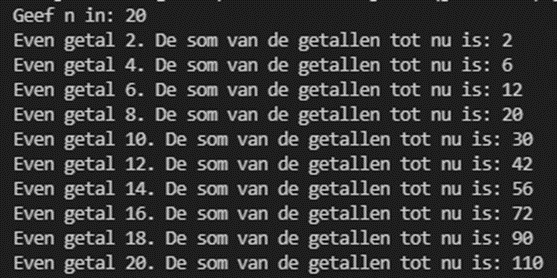 Geef n in: 20
Even getal 2. De som van de getallen tot nu is: 2
Even getal 4. De som van de getallen tot nu is: 6
Even getal 6. De som van de getallen tot nu is: 12
Even getal 8. De som van de getallen tot nu is: 20
Even getal 10. De som van de getallen tot nu is: 30
Even getal 12. De som van de getallen tot nu is: 42
Even getal 14. De som van de getallen tot nu is: 56
Even getal 16. De som van de getallen tot nu is: 72
Even getal 18. De som van de getallen tot nu is: 90
Even getal 20. De som van de getallen tot nu is: 110